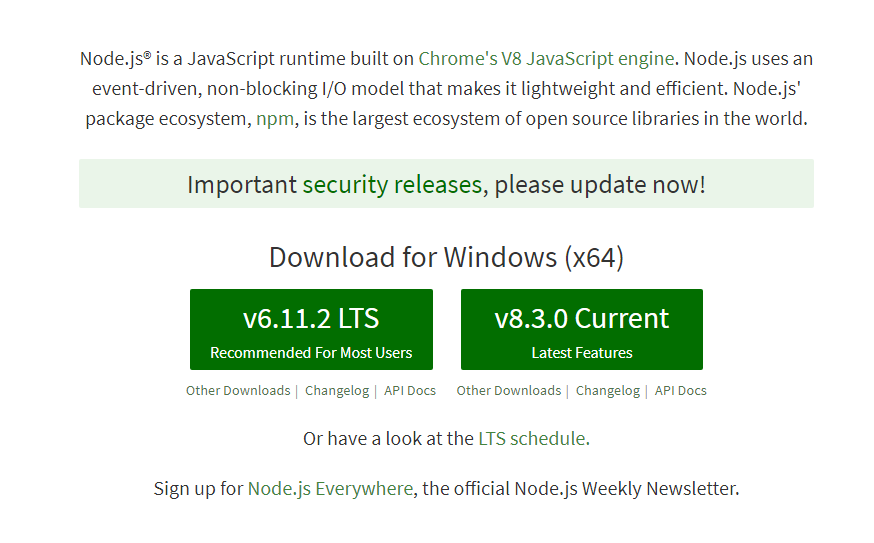 Node.js® is a JavaScript runtime built on Chrome's V8 JavaScript engine. Node.js uses an
event-driven, non-blocking I/O model that makes it lightweight and efficient. Node.js'
package ecosystem, npm, is the largest ecosystem of open source libraries in the world.
Important security releases, please update now!
Download for Windows (x64)
v6.11.2 LTS
Recommended For Most Users
v8.3.0 Current
Latest Features
Other Downloads | Changelog | API Docs
Other Downloads | Changelog | API Docs
Or have a look at the LTS schedule.
Sign up for Node.js Everywhere, the official Node.js Weekly Newsletter.